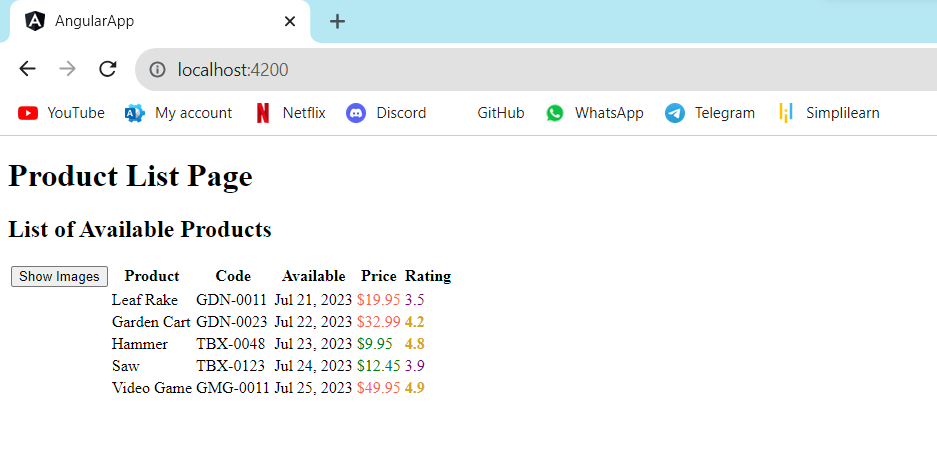 AngularApp
localhost:4200
YouTube My account Netflix Discord GitHub WhatsApp Telegram Simplilearn
Product List Page
List of Available Products
Show Images Product Code Available Price Rating
Leaf Rake GDN-0011 Jul 21, 2023 $19.95 3.5
Garden Cart GDN-0023 Jul 22, 2023 $32.99 4.2
Hammer TBX-0048 Jul 23, 2023 $9.95 4.8
Saw TBX-0123 Jul 24, 2023 $12.45 3.9
Video Game GMG-0011 Jul 25, 2023 $49.95 4.9